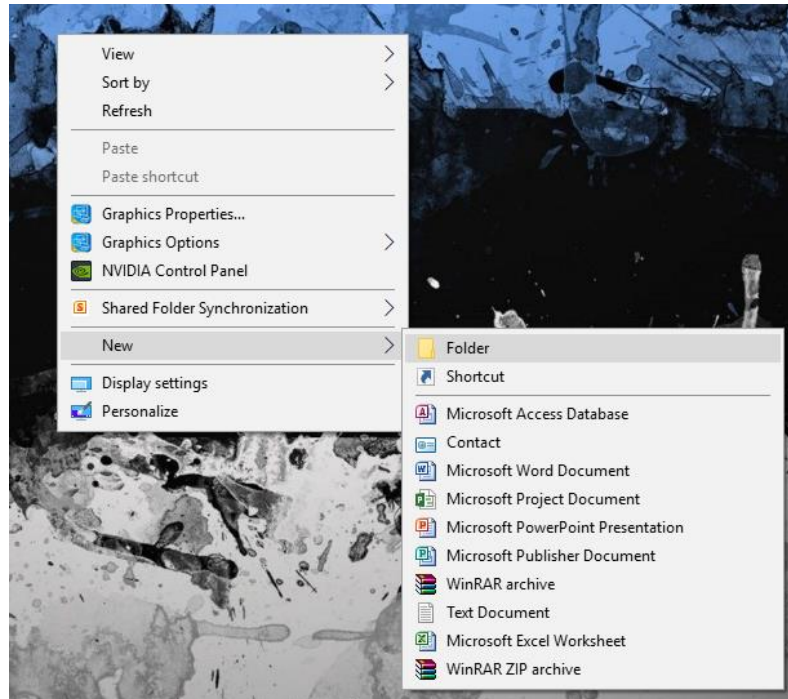 View
Sort by
Refresh
Paste
Paste shortcut
Graphics Properties...
Graphics Options
NVIDIA Control Panel
Shared Folder Synchronization
New
Display settings
Personalize
Folder
Shortcut
Microsoft Access Database
Contact
Microsoft Word Document
Microsoft Project Document
Microsoft PowerPoint Presentation
Microsoft Publisher Document
WinRAR archive
Text Document
Microsoft Excel Worksheet
WinRAR ZIP archive